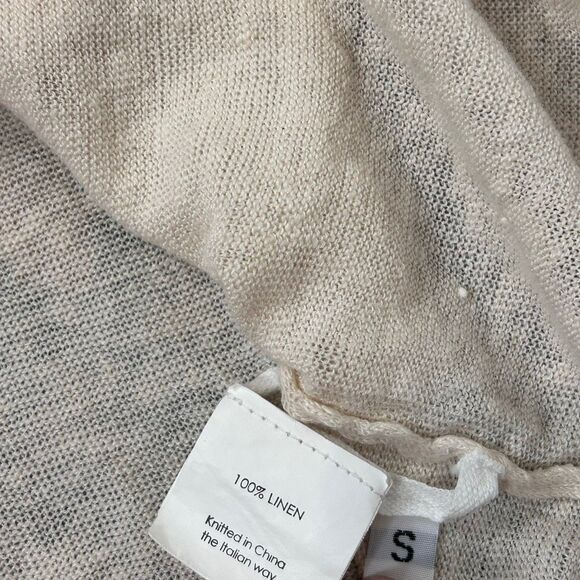 100% LINEN
Knitted in China
the Italian way
S